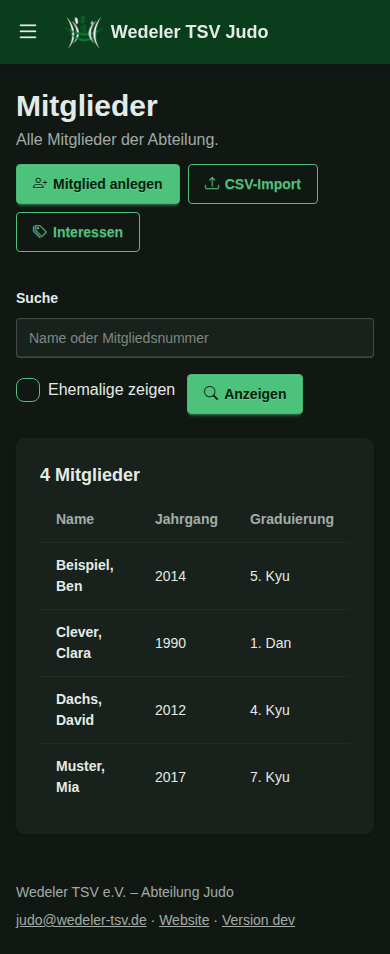 Wedeler TSV Judo
Mitglieder
Alle Mitglieder der Abteilung.
Mitglied anlegen
CSV-Import
Interessen
Suche
Name oder Mitgliedsnummer
Ehemalige zeigen
Anzeigen
4 Mitglieder
Name Jahrgang Graduierung
Beispiel,
Ben 2014 5. Kyu
Clever,
Clara 1990 1. Dan
Dachs,
David 2012 4. Kyu
Muster,
Mia 2017 7. Kyu
Wedeler TSV e.V. – Abteilung Judo
judo@wedeler-tsv.de · Website · Version dev